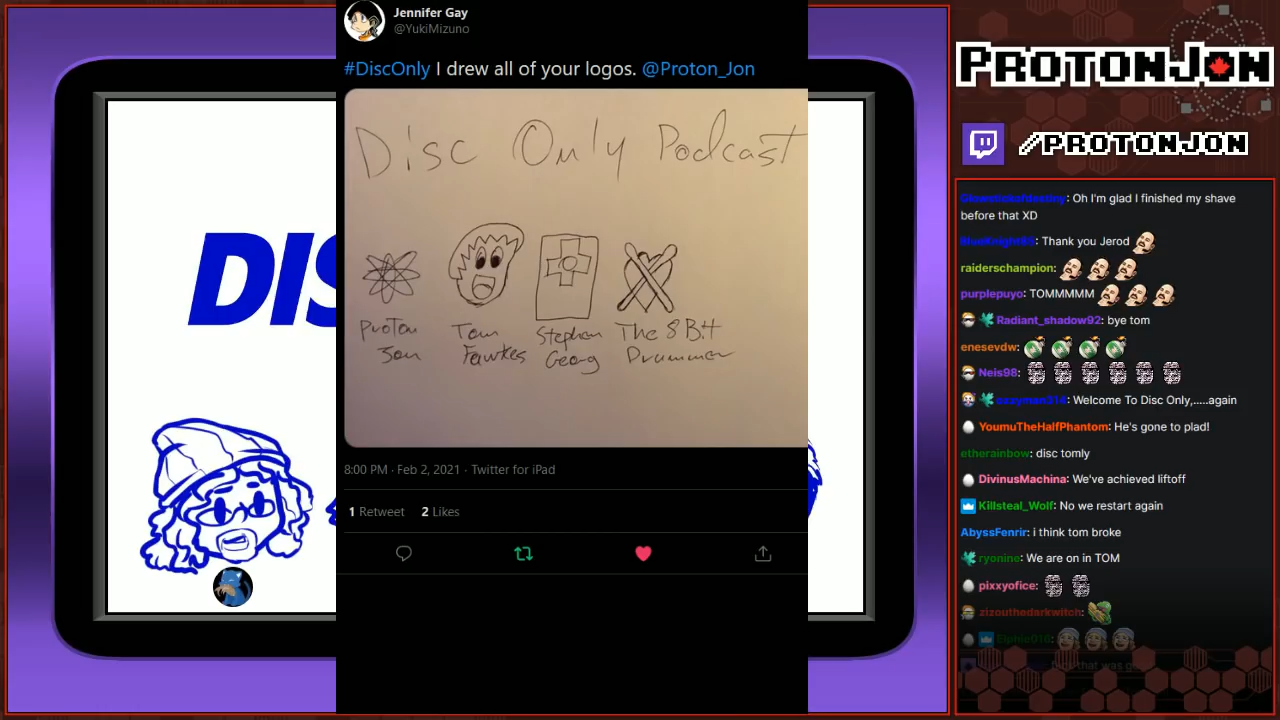 Jennifer Gay
@YukiMizuno
#DiscOnly I drew all of your logos. @Proton_Jon
Disc Only Podcast
Proton
Jon
Tom
Fawkes
Stephen
Georg
The 8 Bit
Drummer
8:00 PM · Feb 2, 2021 · Twitter for iPad
1 Retweet 2 Likes
DIS
PROTONJON
/PROTONJON
Glowstickofdestiny: Oh I'm glad I finished my shave
before that XD
BlueKnight85: Thank you Jerod
raiderschampion:
purplepuyo: TOMMMMM
Radiant_shadow92: bye tom
enesevdw:
Neis98:
ozzyman314: Welcome To Disc Only,.....again
YoumuTheHalfPhantom: He's gone to plad!
etherainbow: disc tomly
DivinusMachina: We've achieved liftoff
Killsteal_Wolf: No we restart again
AbyssFenrir: i think tom broke
ryonine: We are on in TOM
pixxyofice:
zizouthedarkwitch: